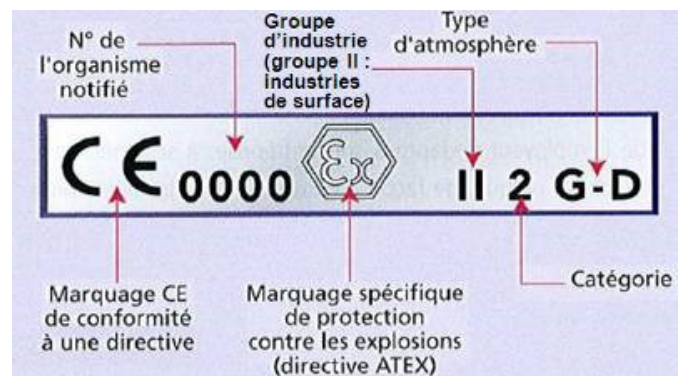 N° de
l'organisme
notifié
Groupe
d'industrie
(groupe II :
industries
de surface)
Type
d'atmosphère
CE 0000 Ex II 2 G-D
Marquage CE
de conformité
à une directive
Marquage spécifique
de protection
contre les explosions
(directive ATEX)
Catégorie